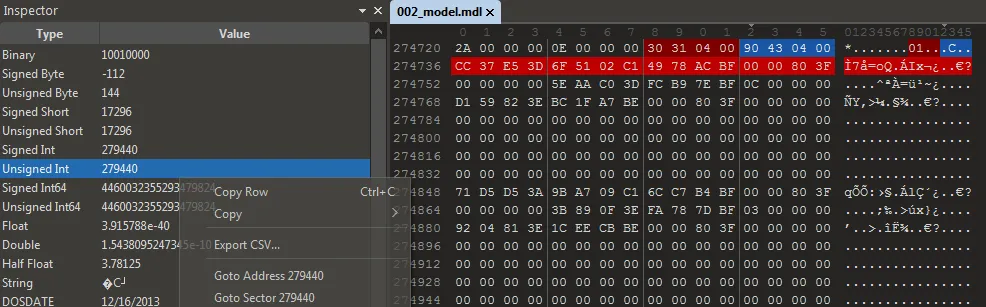 Inspector
Type Value
Binary 10010000
Signed Byte -112
Unsigned Byte 144
Signed Short 17296
Unsigned Short 17296
Signed Int 279440
Unsigned Int 279440
Signed Int64 4460032355293479824
Unsigned Int64 4460032355293479824
Float 3.915788e-40
Double 1.5438095247345e-10
Half Float 3.78125
String �C┘
DOSDATE 12/16/2013
Copy Row Ctrl+C
Copy
Export CSV...
Goto Address 279440
Goto Sector 279440
002_model.mdl ×
0 1 2 3 4 5 6 7 8 9 0 1 2 3 4 5 0123456789012345
274720 2A 00 00 00 0E 00 00 00 30 31 04 00 90 43 04 00 *.......01...C..
274736 CC 37 E5 3D 6F 51 02 C1 49 78 AC BF 00 00 80 3F Ì7å=oQ.ÁIx¬¿..€?
274752 00 00 00 00 5E AA C0 3D FC B9 7E BF 0C 00 00 00 ....^ªÀ=ü¹~¿....
274768 D1 59 82 3E BC 1F A7 BE 00 00 80 3F 00 00 00 00 ÑY‚>¼.§¾..€?....
274784 00 00 00 00 00 00 00 00 00 00 00 00 00 00 00 00 ................
274800 00 00 00 00 00 00 00 00 00 00 00 00 00 00 00 00 ................
274816 00 00 00 00 00 00 00 00 00 00 00 00 00 00 00 00 ................
274832 00 00 00 00 00 00 00 00 00 00 00 00 00 00 00 00 ................
274848 71 D5 D5 3A 9B A7 09 C1 6C C7 B4 BF 00 00 80 3F qÕÕ:›§.ÁlÇ´¿..€?
274864 00 00 00 00 3B 89 0F 3E FA 78 7D BF 03 00 00 00 ....;‰.>úx}¿....
274880 92 04 81 3E 1C EE CB BE 00 00 80 3F 00 00 00 00 ’..>.îË¾..€?....
274896 00 00 00 00 00 00 00 00 00 00 00 00 00 00 00 00 ................
274912 00 00 00 00 00 00 00 00 00 00 00 00 00 00 00 00 ................
274928 00 00 00 00 00 00 00 00 00 00 00 00 00 00 00 00 ................
274944 00 00 00 00 00 00 00 00 00 00 00 00 00 00 00 00 ................